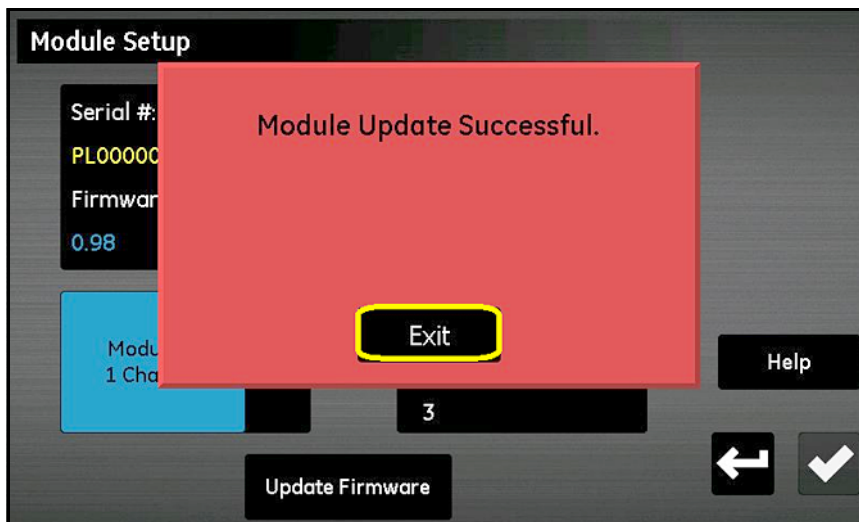 Module Setup
Serial #:
PL00000
Firmwar
0.98
Module Update Successful.
Exit
Modu
1 Cha
3
Help
Update Firmware